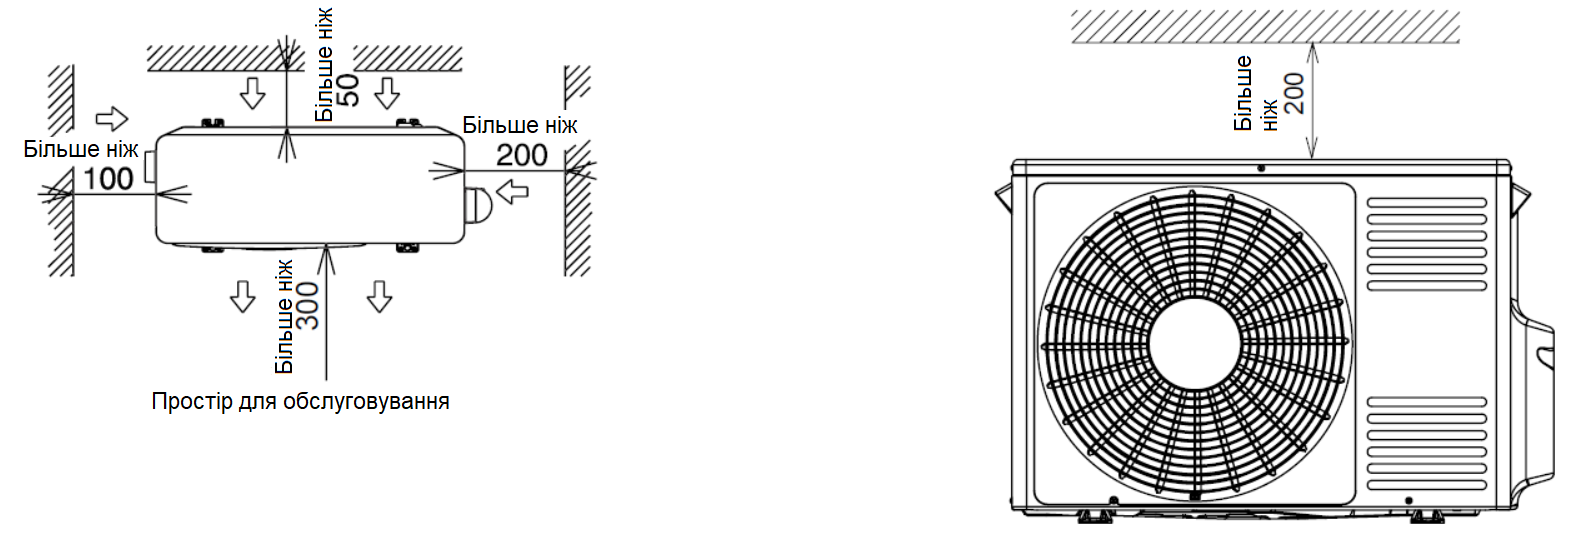 Більше ніж
50
Більше ніж
100
Більше ніж
200
Більше ніж
300
Простір для обслуговування
Більше
ніж
200